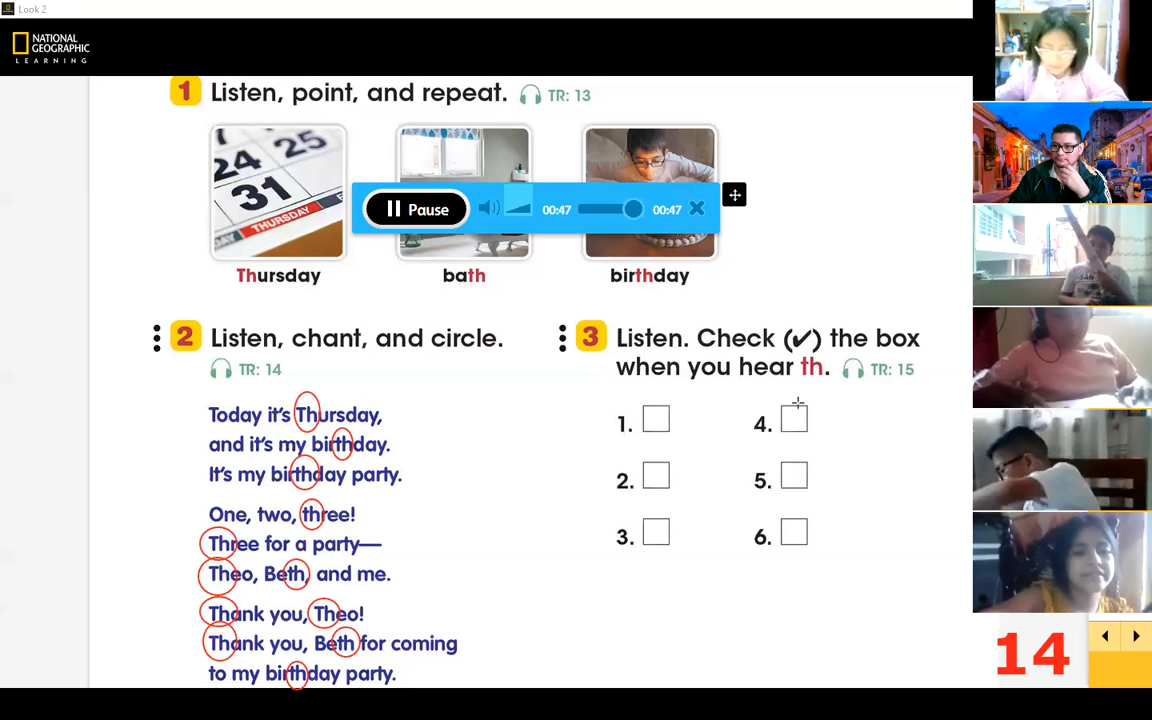 Look 2
NATIONAL
GEOGRAPHIC
LEARNING
1 Listen, point, and repeat. TR: 13
24 25
31
THURSDAY
Pause 00:47 00:47
Thursday bath birthday
2 Listen, chant, and circle.
TR: 14
Today it's Thursday,
and it's my birthday.
It's my birthday party.
One, two, three!
Three for a party—
Theo, Beth, and me.
Thank you, Theo!
Thank you, Beth for coming
to my birthday party.
3 Listen. Check (✔) the box
when you hear th. TR: 15
1. 4.
2. 5.
3. 6.
14